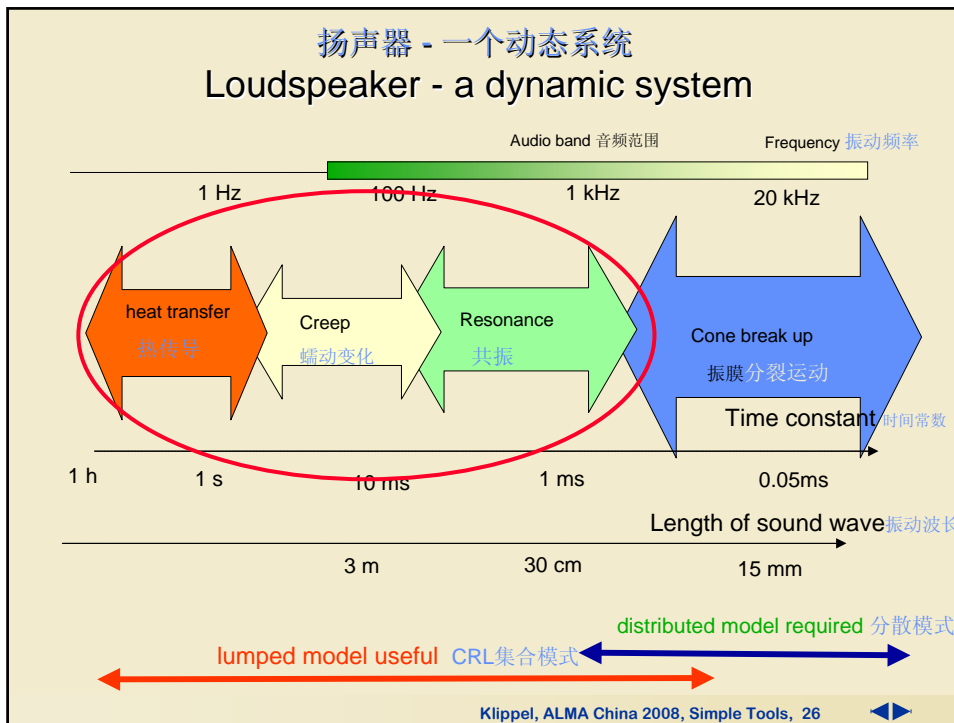 扬声器 - 一个动态系统
Loudspeaker - a dynamic system
Audio band 音频范围
Frequency 振动频率
1 Hz
100 Hz
1 kHz
20 kHz
heat transfer
热传导
Creep
蠕动变化
Resonance
共振
Cone break up
振膜分裂运动
Time constant 时间常数
1 h
1 s
10 ms
1 ms
0.05ms
Length of sound wave振动波长
3 m
30 cm
15 mm
distributed model required 分散模式
lumped model useful CRL集合模式
Klippel, ALMA China 2008, Simple Tools, 26